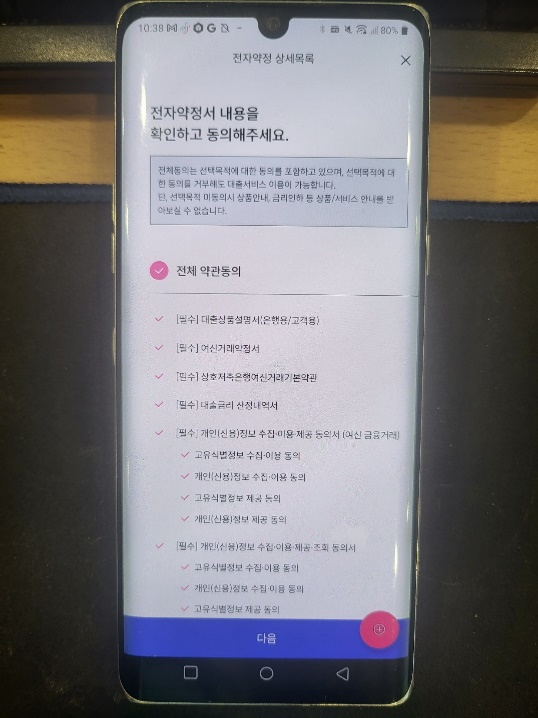 10:38
80%
전자약정 상세목록
전자약정서 내용을
확인하고 동의해주세요.
전체동의는 선택목적에 대한 동의를 포함하고 있으며, 선택목적에 대
한 동의를 거부해도 대출서비스 이용이 가능합니다.
단, 선택목적 미동의시 상품안내, 금리인하 등 상품/서비스 안내를 받
아보실 수 없습니다.
전체 약관동의
[필수] 대출상품설명서(은행용/고객용)
[필수] 여신거래약정서
[필수] 상호저축은행여신거래기본약관
[필수] 대출금리 산정내역서
[필수] 개인(신용)정보 수집·이용·제공 동의서 (여신 금융거래)
고유식별정보 수집·이용 동의
개인(신용)정보 수집·이용 동의
고유식별정보 제공 동의
개인(신용)정보 제공 동의
[필수] 개인(신용)정보 수집·이용·제공·조회 동의서
고유식별정보 수집·이용 동의
개인(신용)정보 수집·이용 동의
고유식별정보 제공 동의
다음